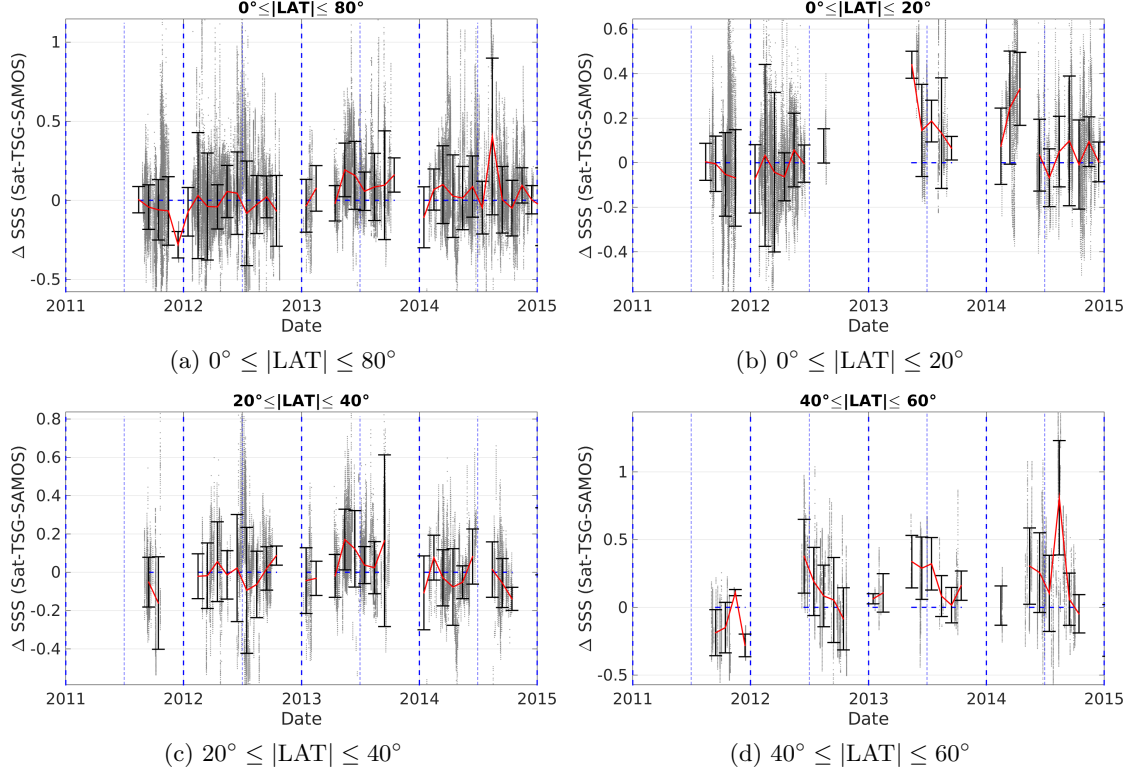 0°≤|LAT|≤ 80°
Δ SSS (Sat-TSG-SAMOS)
1
0.5
0
-0.5
2011 2012 2013 2014 2015
Date
(a) 0° ≤ |LAT| ≤ 80°
0°≤|LAT|≤ 20°
Δ SSS (Sat-TSG-SAMOS)
0.6
0.4
0.2
0
-0.2
-0.4
2011 2012 2013 2014 2015
Date
(b) 0° ≤ |LAT| ≤ 20°
20°≤|LAT|≤ 40°
Δ SSS (Sat-TSG-SAMOS)
0.8
0.6
0.4
0.2
0
-0.2
-0.4
2011 2012 2013 2014 2015
Date
(c) 20° ≤ |LAT| ≤ 40°
40°≤|LAT|≤ 60°
Δ SSS (Sat-TSG-SAMOS)
1
0.5
0
-0.5
2011 2012 2013 2014 2015
Date
(d) 40° ≤ |LAT| ≤ 60°